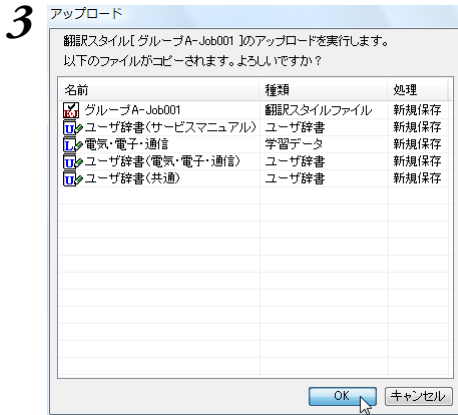 3
アップロード
翻訳スタイル[ グループA-Job001 ]のアップロードを実行します。
以下のファイルがコピーされます。よろしいですか？
名前 種類 処理
グループA-Job001 翻訳スタイルファイル 新規保存
ユーザ辞書(サービスマニュアル) ユーザ辞書 新規保存
電気・電子・通信 学習データ 新規保存
ユーザ辞書(電気・電子・通信) ユーザ辞書 新規保存
ユーザ辞書(共通) ユーザ辞書 新規保存
OK キャンセル